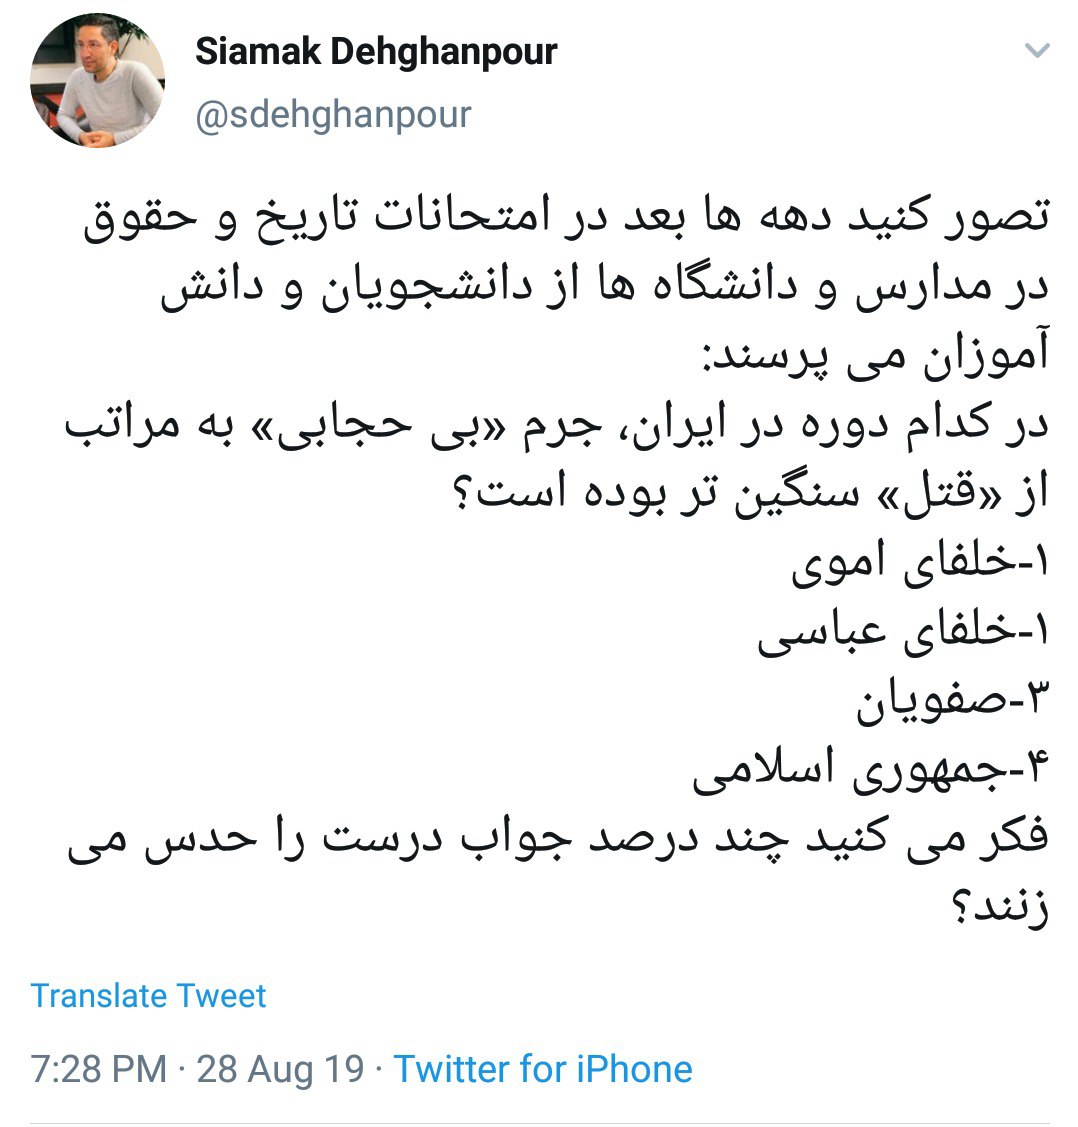 Siamak Dehghanpour
@sdehghanpour
تصور کنید دهه ها بعد در امتحانات تاریخ و حقوق
در مدارس و دانشگاه ها از دانشجویان و دانش
آموزان می پرسند:
در کدام دوره در ایران، جرم «بی حجابی» به مراتب
از «قتل» سنگین تر بوده است؟
۱-خلفای اموی
۱-خلفای عباسی
۳-صفویان
۴-جمهوری اسلامی
فکر می کنید چند درصد جواب درست را حدس می
زنند؟
Translate Tweet
7:28 PM · 28 Aug 19 · Twitter for iPhone